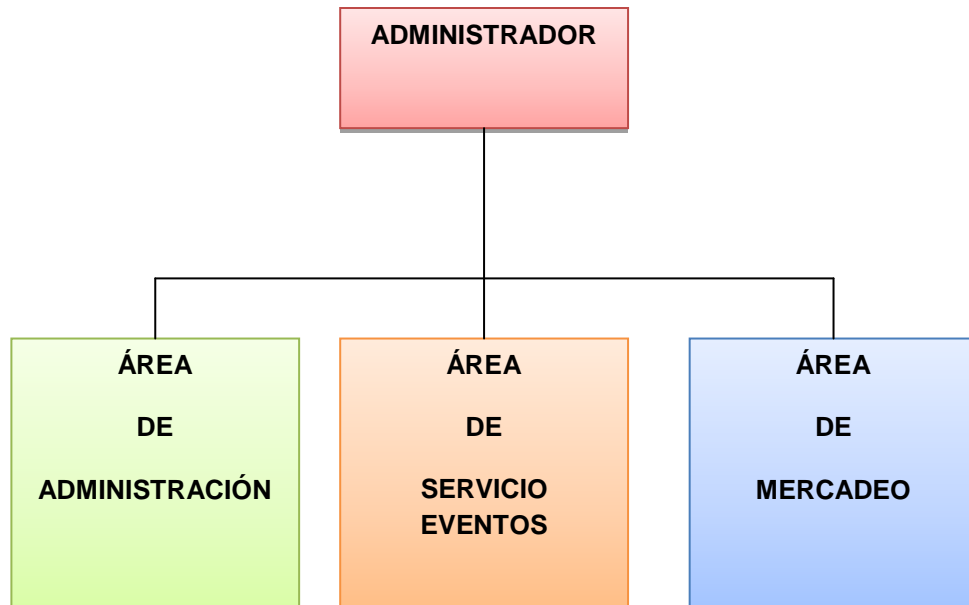 ADMINISTRADOR
ÁREA
DE
ADMINISTRACIÓN
ÁREA
DE
SERVICIO
EVENTOS
ÁREA
DE
MERCADEO